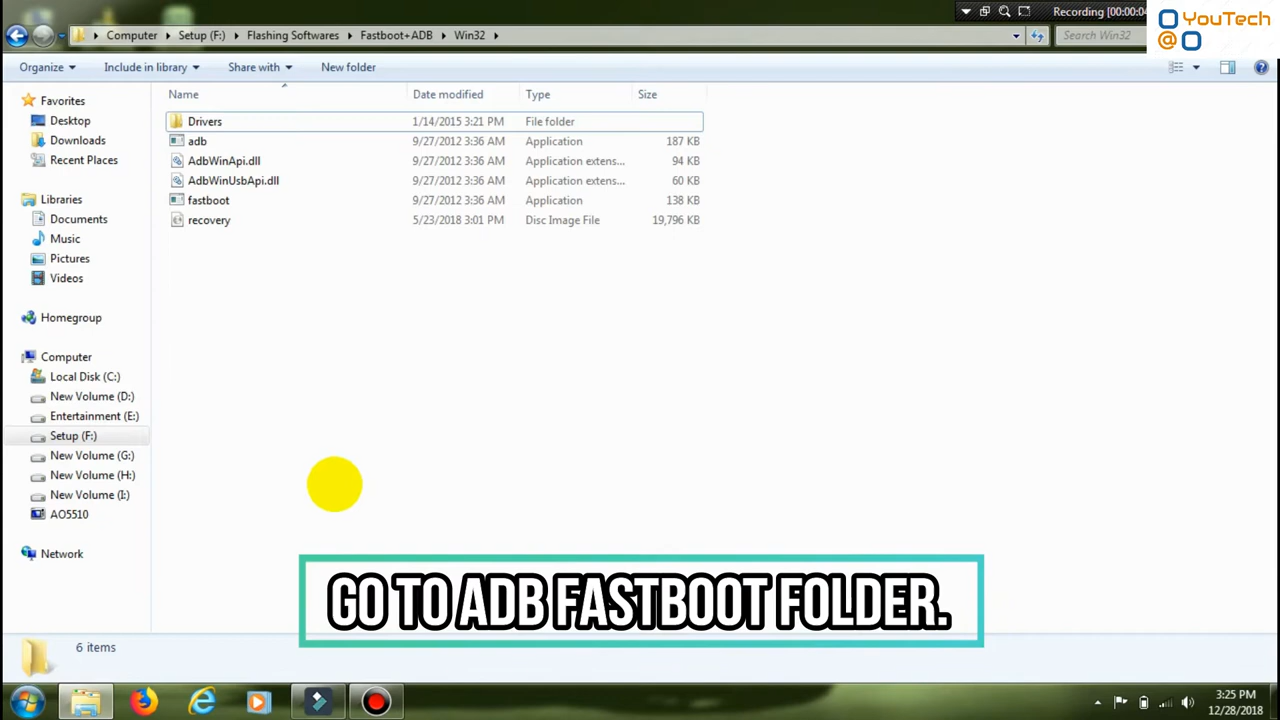 Recording [00:00:04
YouTech
@
Computer Setup (F:) Flashing Softwares Fastboot+ADB Win32
Search Win32
Organize Include in library Share with New folder
Name Date modified Type Size
Favorites
Desktop
Downloads
Recent Places
Libraries
Documents
Music
Pictures
Videos
Homegroup
Computer
Local Disk (C:)
New Volume (D:)
Entertainment (E:)
Setup (F:)
New Volume (G:)
New Volume (H:)
New Volume (I:)
AO5510
Network
Drivers 1/14/2015 3:21 PM File folder
adb 9/27/2012 3:36 AM Application 187 KB
AdbWinApi.dll 9/27/2012 3:36 AM Application extens... 94 KB
AdbWinUsbApi.dll 9/27/2012 3:36 AM Application extens... 60 KB
fastboot 9/27/2012 3:36 AM Application 138 KB
recovery 5/23/2018 3:01 PM Disc Image File 19,796 KB
GO TO ADB FASTBOOT FOLDER.
6 items
3:25 PM
12/28/2018